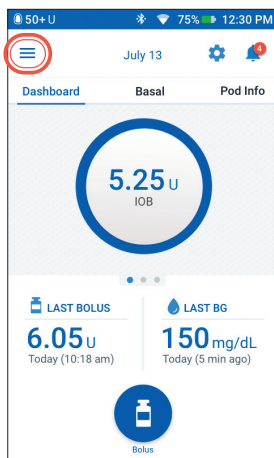 50+ U 75% 12:30 PM
July 13 4
Dashboard Basal Pod Info
5.25 U
IOB
LAST BOLUS LAST BG
6.05 U 150 mg/dL
Today (10:18 am) Today (5 min ago)
Bolus